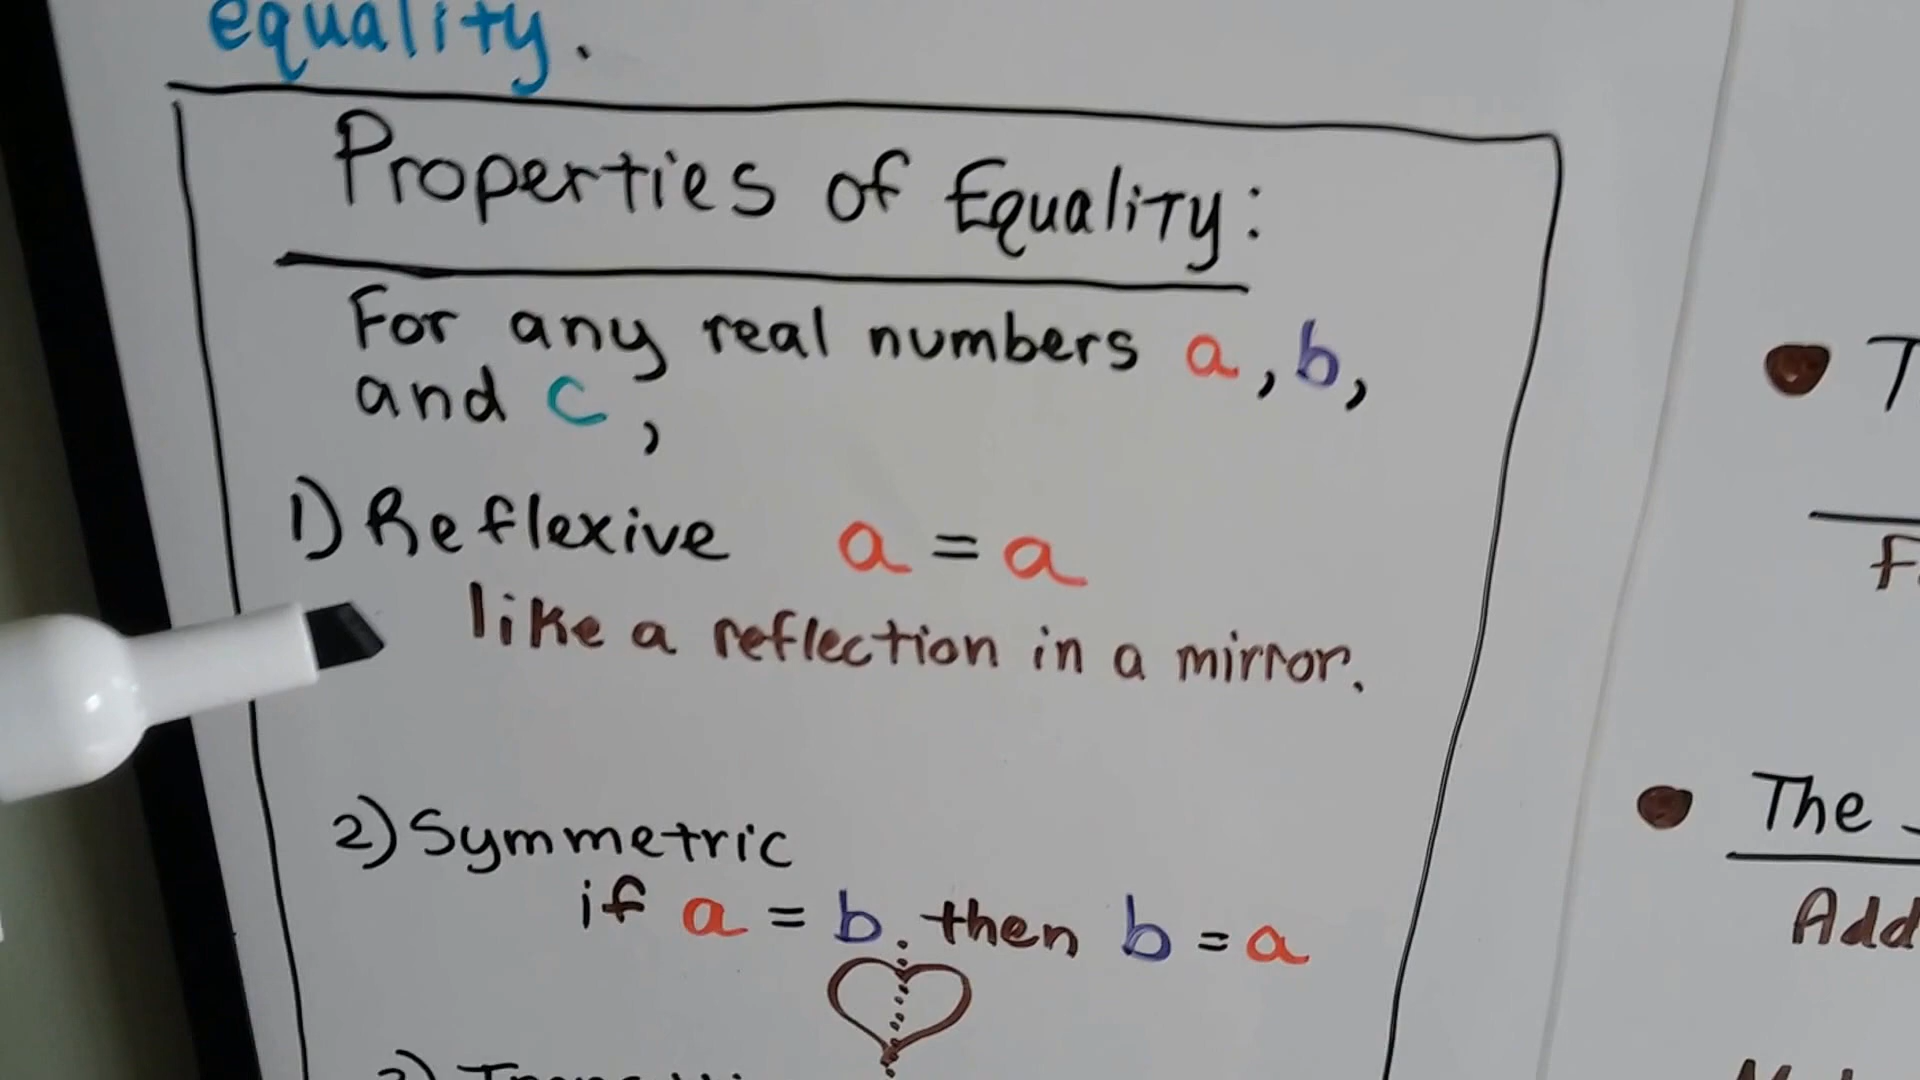 equality.
Properties of Equality:
For any real numbers a, b,
and c,
1) Reflexive a = a
like a reflection in a mirror.
2) Symmetric
if a = b. then b = a
The
Add